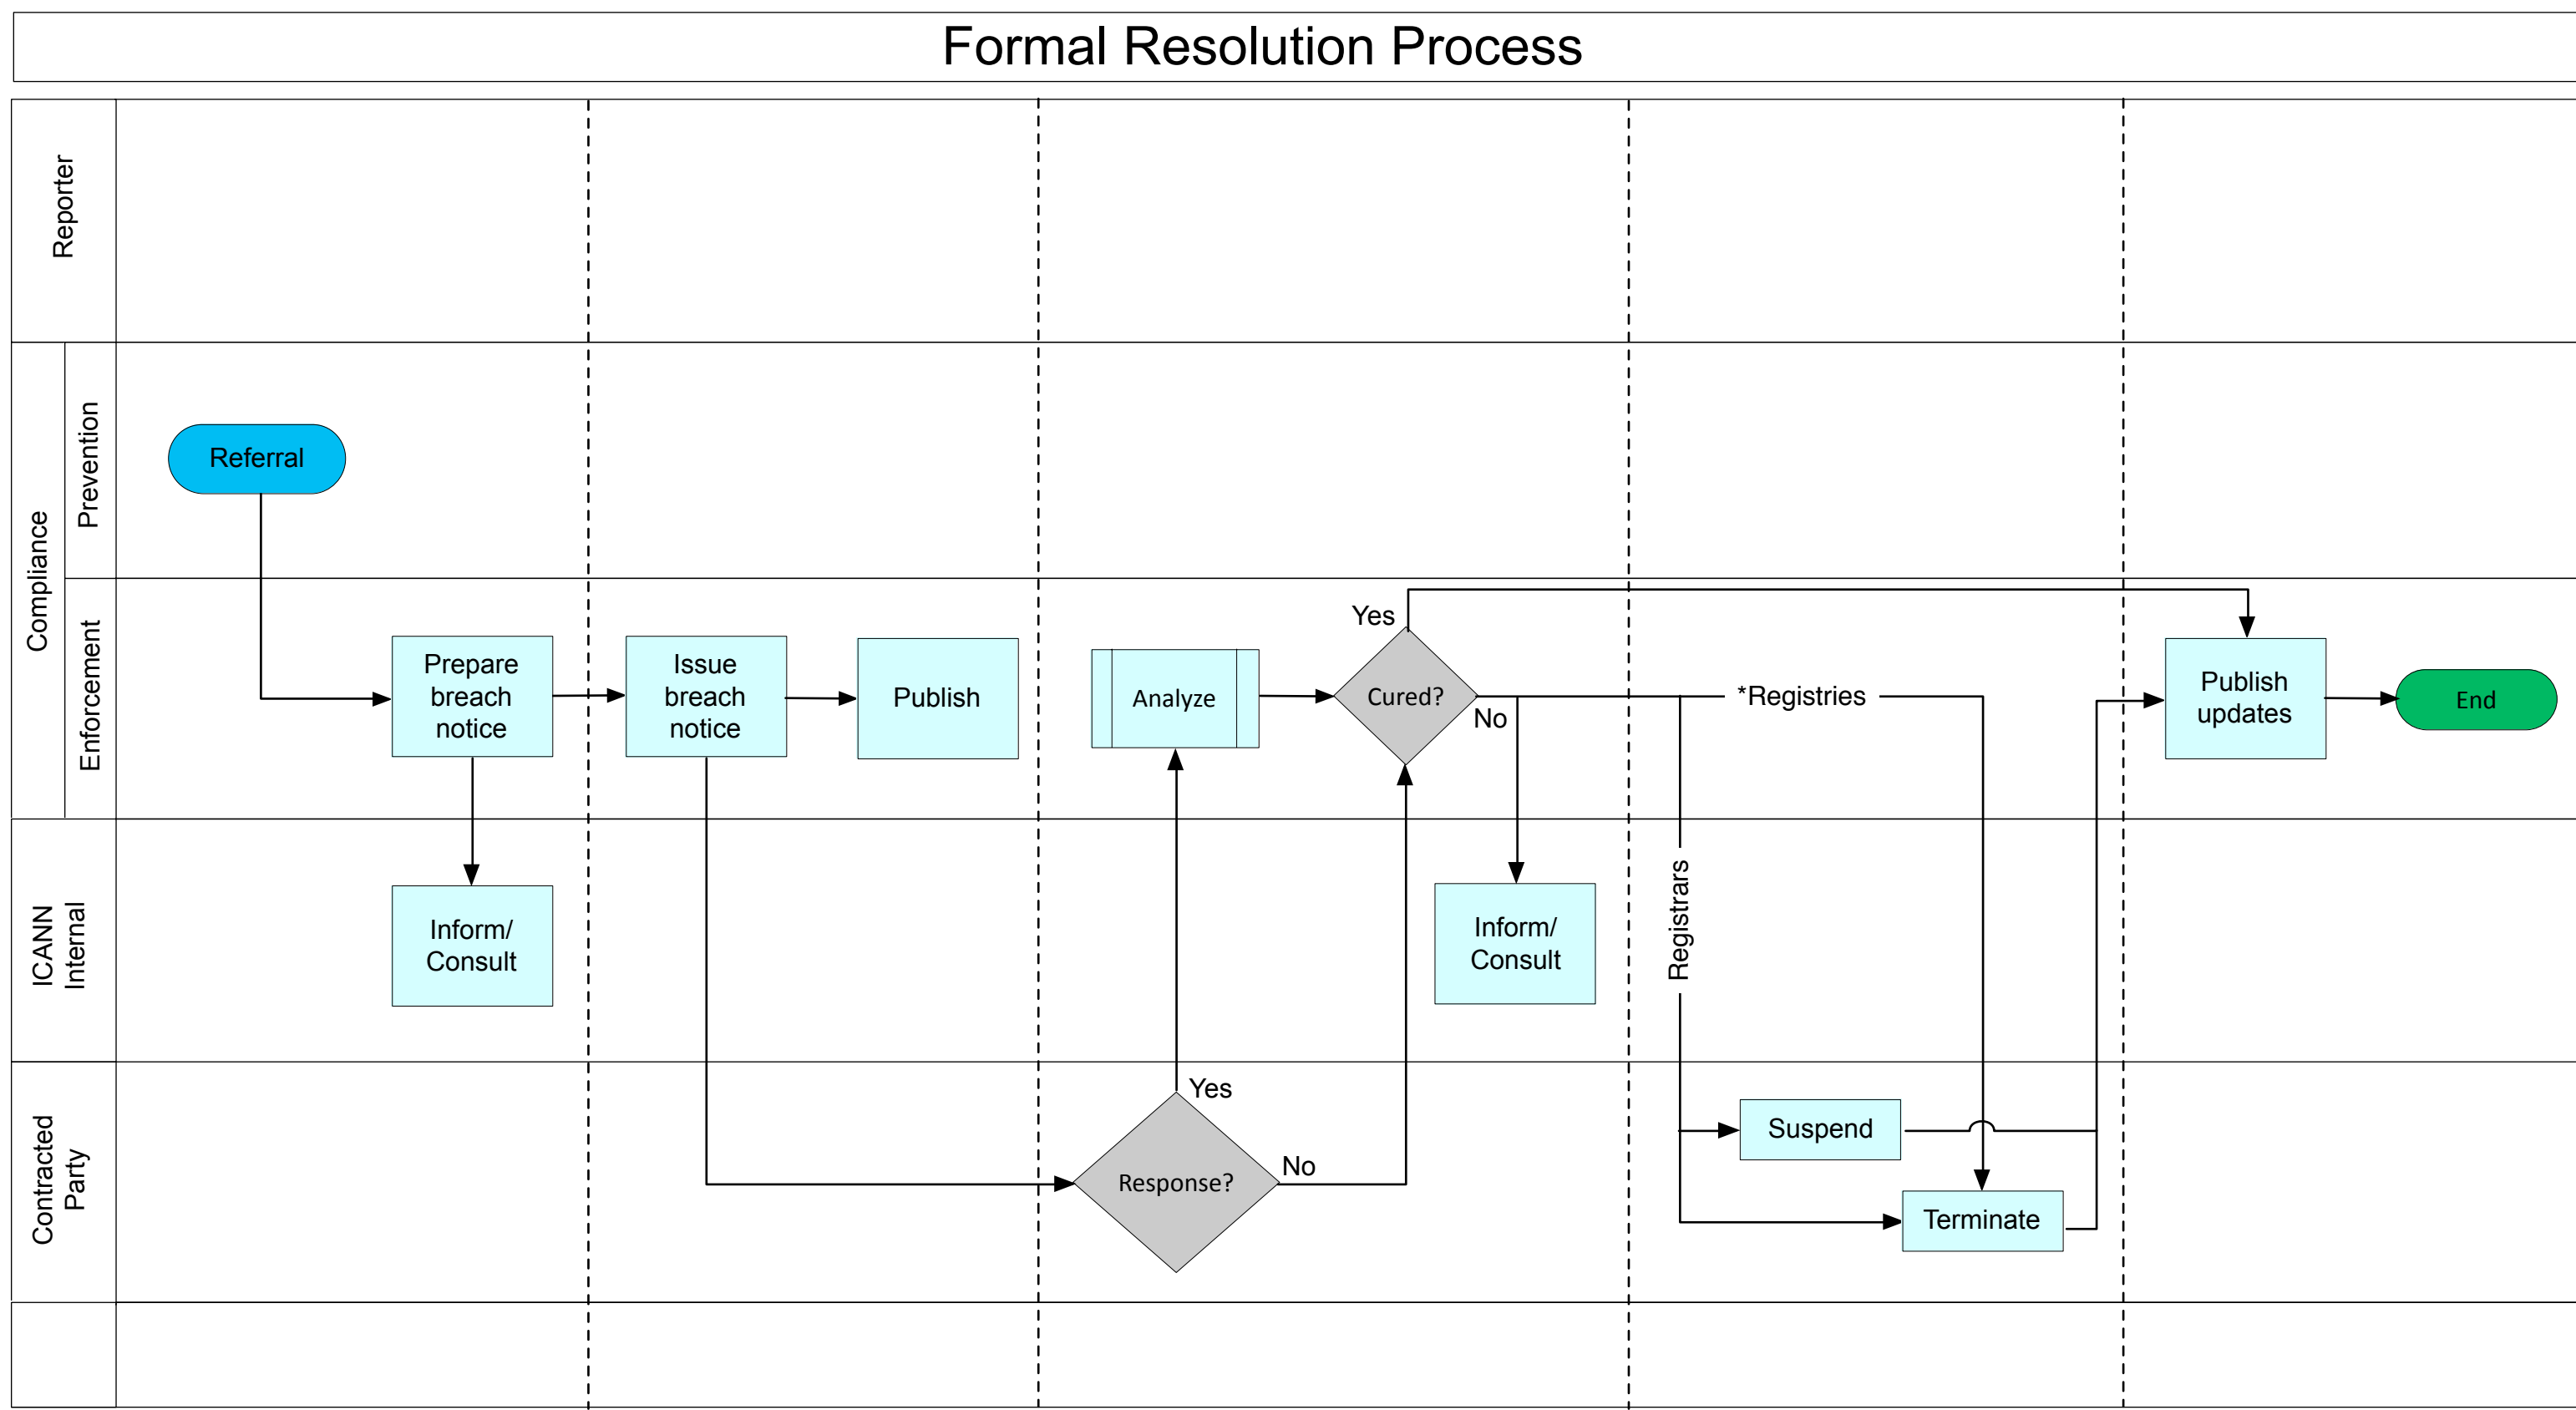 Formal Resolution Process
Reporter
Compliance
Prevention
Referral
Enforcement
Prepare
breach
notice
Issue
breach
notice
Publish
Analyze
Yes
Cured?
No
*Registries
Publish
updates
End
ICANN
Internal
Inform/
Consult
Inform/
Consult
Registrars
Contracted
Party
Yes
Response?
No
Suspend
Terminate